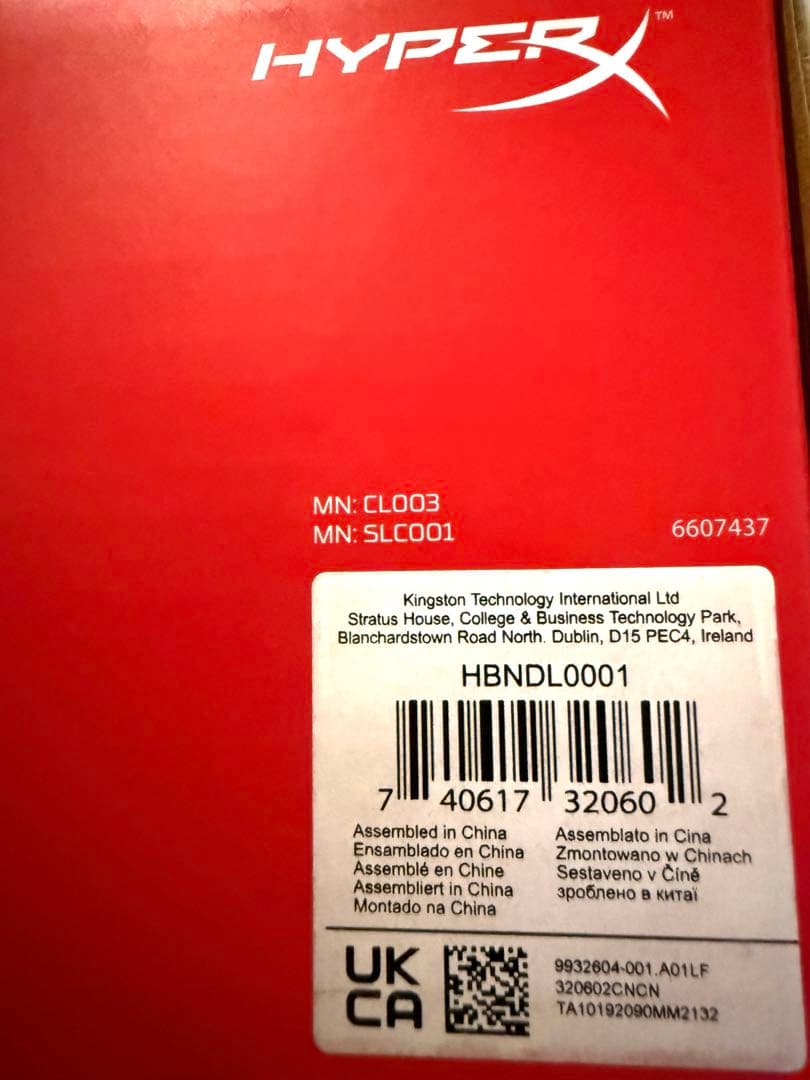 HYPERX™
MN: CL003
MN: SLC001
6607437
Kingston Technology International Ltd
Stratus House, College & Business Technology Park,
Blanchardstown Road North. Dublin, D15 PEC4, Ireland
HBNDL0001
7 40617 32060 2
Assembled in China
Ensamblado en China
Assemblé en Chine
Assembliert in China
Montado na China
Assemblato in Cina
Zmontowano w Chinach
Sestaveno v Číně
зроблено в китаї
UK
CA
9932604-001.A01LF
320602CNCN
TA10192090MM2132